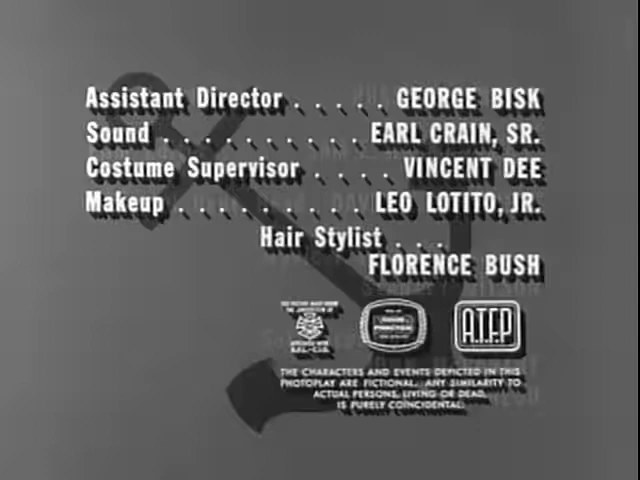 Assistant Director . . . . . GEORGE BISK
Sound . . . . . . . . . . EARL CRAIN, SR.
Costume Supervisor . . . . VINCENT DEE
Makeup . . . . . . . . . LEO LOTITO, JR.
Hair Stylist . . .
FLORENCE BUSH
A.T.F.P.
THE CHARACTERS AND EVENTS DEPICTED IN THIS
PHOTOPLAY ARE FICTIONAL. ANY SIMILARITY TO
ACTUAL PERSONS, LIVING OR DEAD,
IS PURELY COINCIDENTAL.